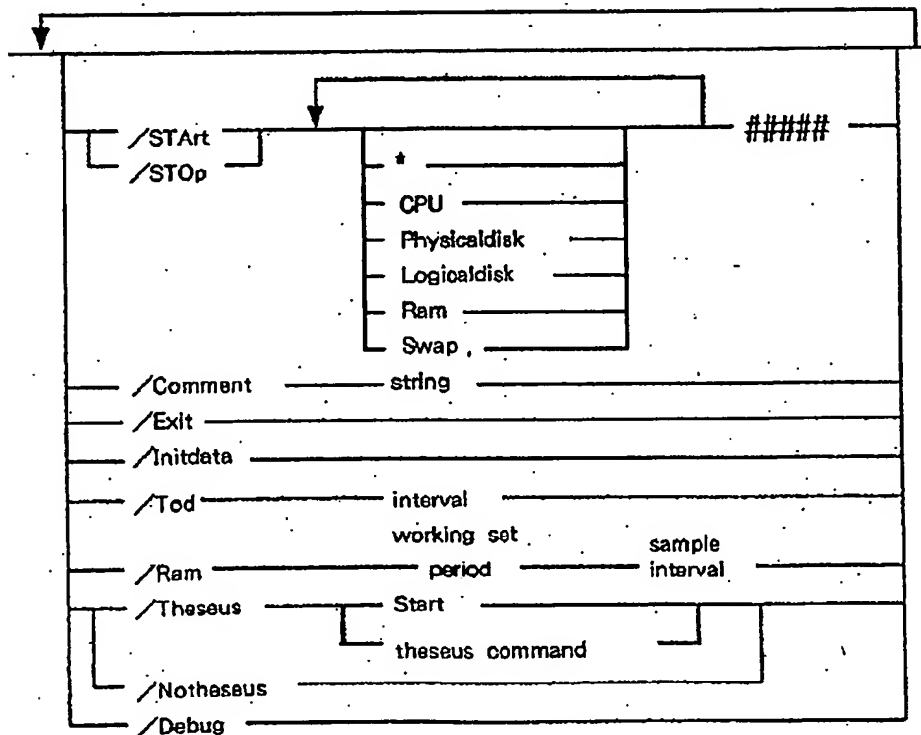 /STArt #####
/STOp
*
CPU
Physicaldisk
Logicaldisk
Ram
Swap
/Comment string
/Exit
/Initdata
/Tod interval
working set sample
/Ram period interval
/Theseus Start
theseus command
/Notheseus
/Debug